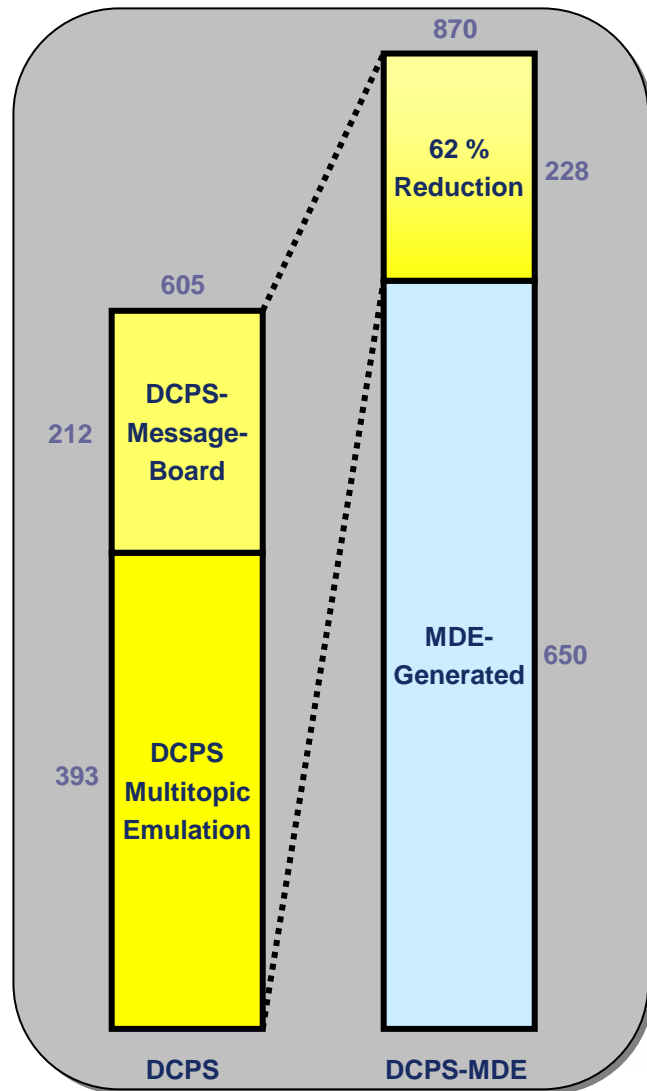 870
62 %
Reduction
228
605
DCPS-
Message-
Board
212
MDE-
Generated
650
DCPS
Multitopic
Emulation
393
DCPS
DCPS-MDE